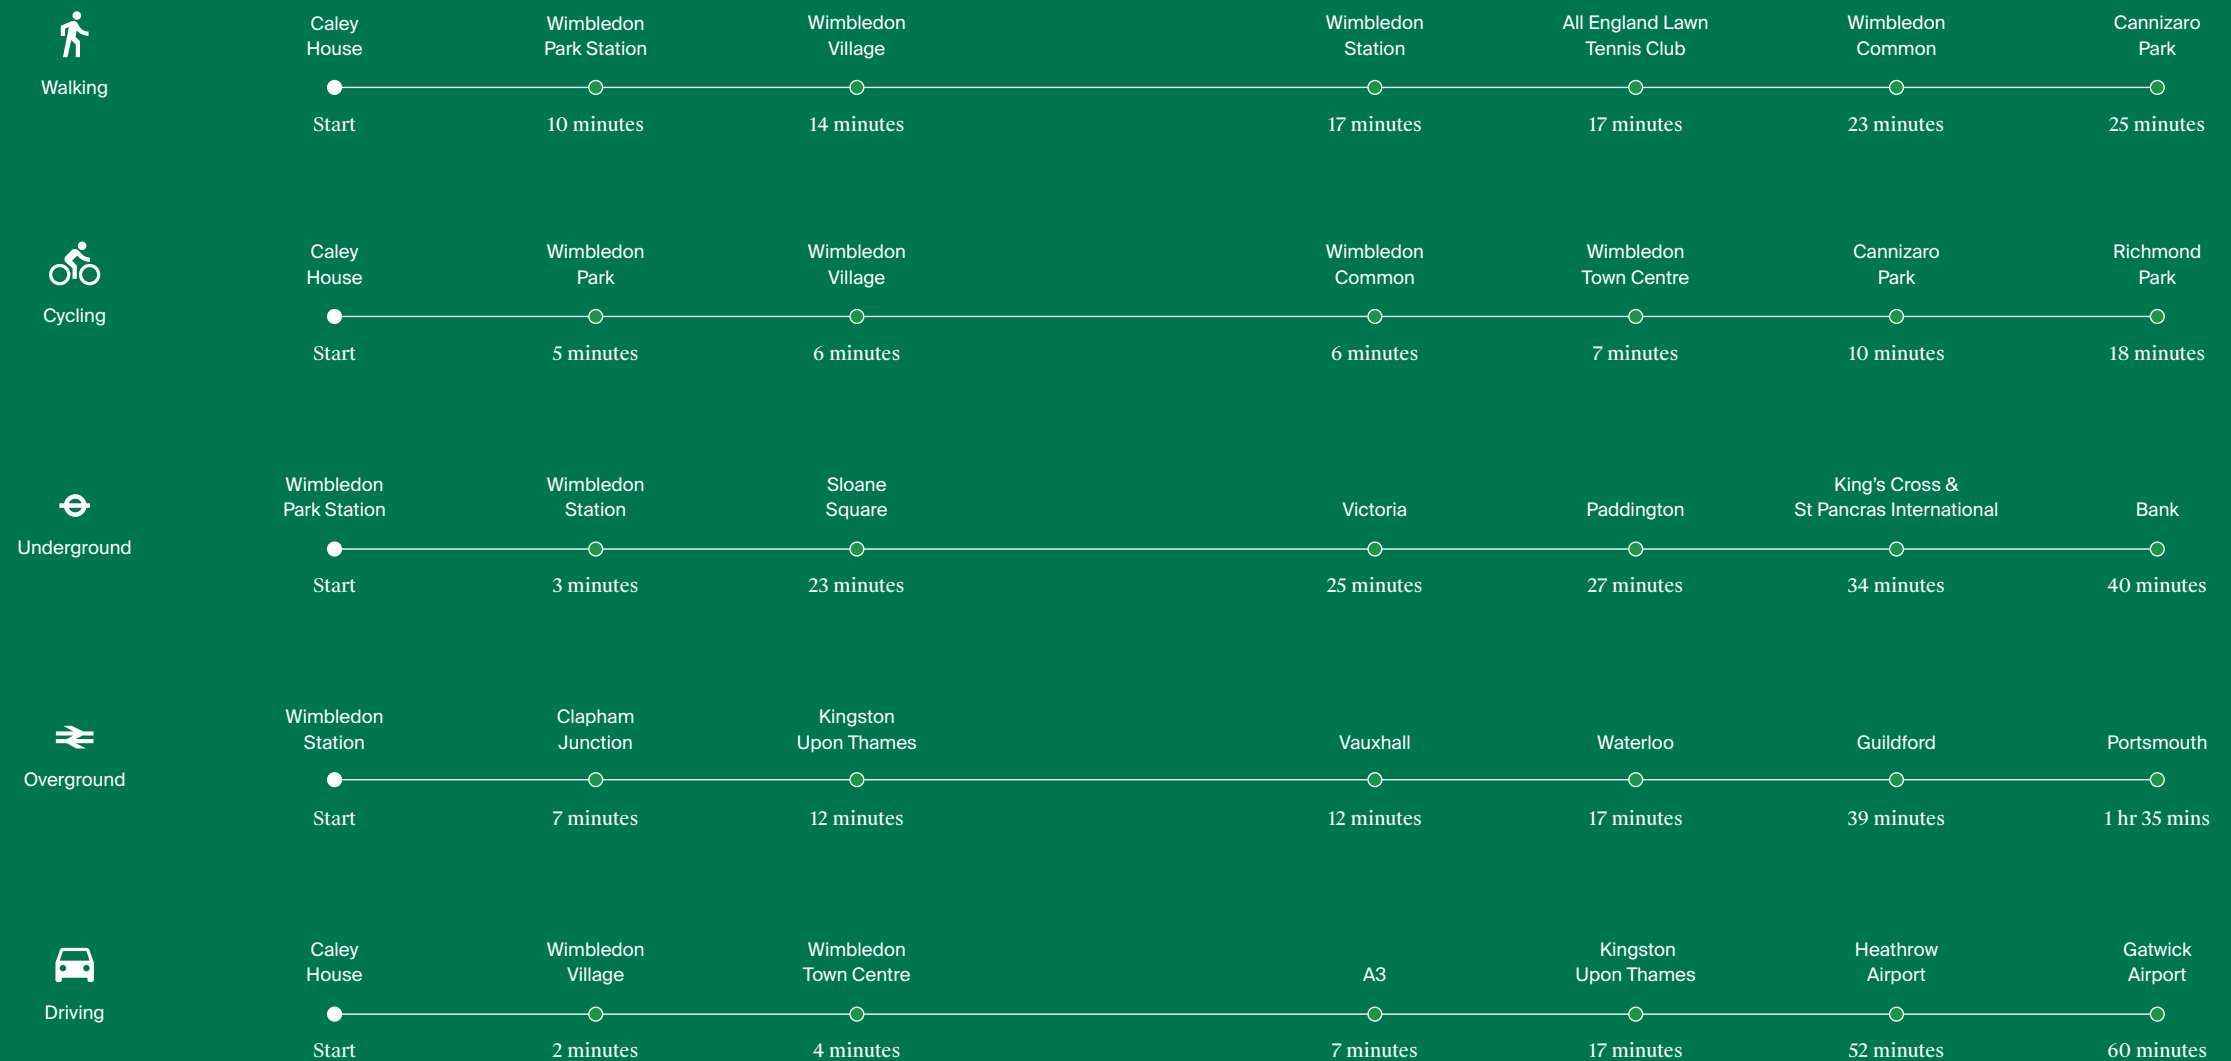 Walking
Caley
House
Start
Wimbledon
Park Station
10 minutes
Wimbledon
Village
14 minutes
Wimbledon
Station
17 minutes
All England Lawn
Tennis Club
17 minutes
Wimbledon
Common
23 minutes
Cannizaro
Park
25 minutes
Cycling
Caley
House
Start
Wimbledon
Park
5 minutes
Wimbledon
Village
6 minutes
Wimbledon
Common
6 minutes
Wimbledon
Town Centre
7 minutes
Cannizaro
Park
10 minutes
Richmond
Park
18 minutes
Underground
Wimbledon
Park Station
Start
Wimbledon
Station
3 minutes
Sloane
Square
23 minutes
Victoria
25 minutes
Paddington
27 minutes
King’s Cross &
St Pancras International
34 minutes
Bank
40 minutes
Overground
Wimbledon
Station
Start
Clapham
Junction
7 minutes
Kingston
Upon Thames
12 minutes
Vauxhall
12 minutes
Waterloo
17 minutes
Guildford
39 minutes
Portsmouth
1 hr 35 mins
Driving
Caley
House
Start
Wimbledon
Village
2 minutes
Wimbledon
Town Centre
4 minutes
A3
7 minutes
Kingston
Upon Thames
17 minutes
Heathrow
Airport
52 minutes
Gatwick
Airport
60 minutes